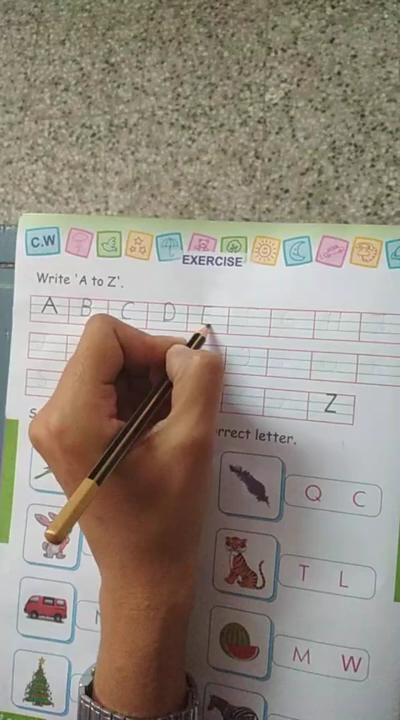 C.W
EXERCISE
Write 'A to Z'.
A B C D E
Z
rrect letter.
Q C
T L
M W